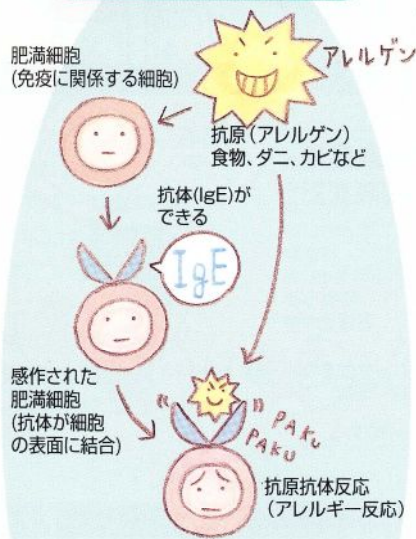 肥満細胞
(免疫に関係する細胞)
アレルゲン
抗原(アレルゲン)
食物、ダニ、カビなど
抗体(IgE)が
できる
IgE
感作された
肥満細胞
(抗体が細胞
の表面に結合)
PAKU
PAKU
抗原抗体反応
(アレルギー反応)